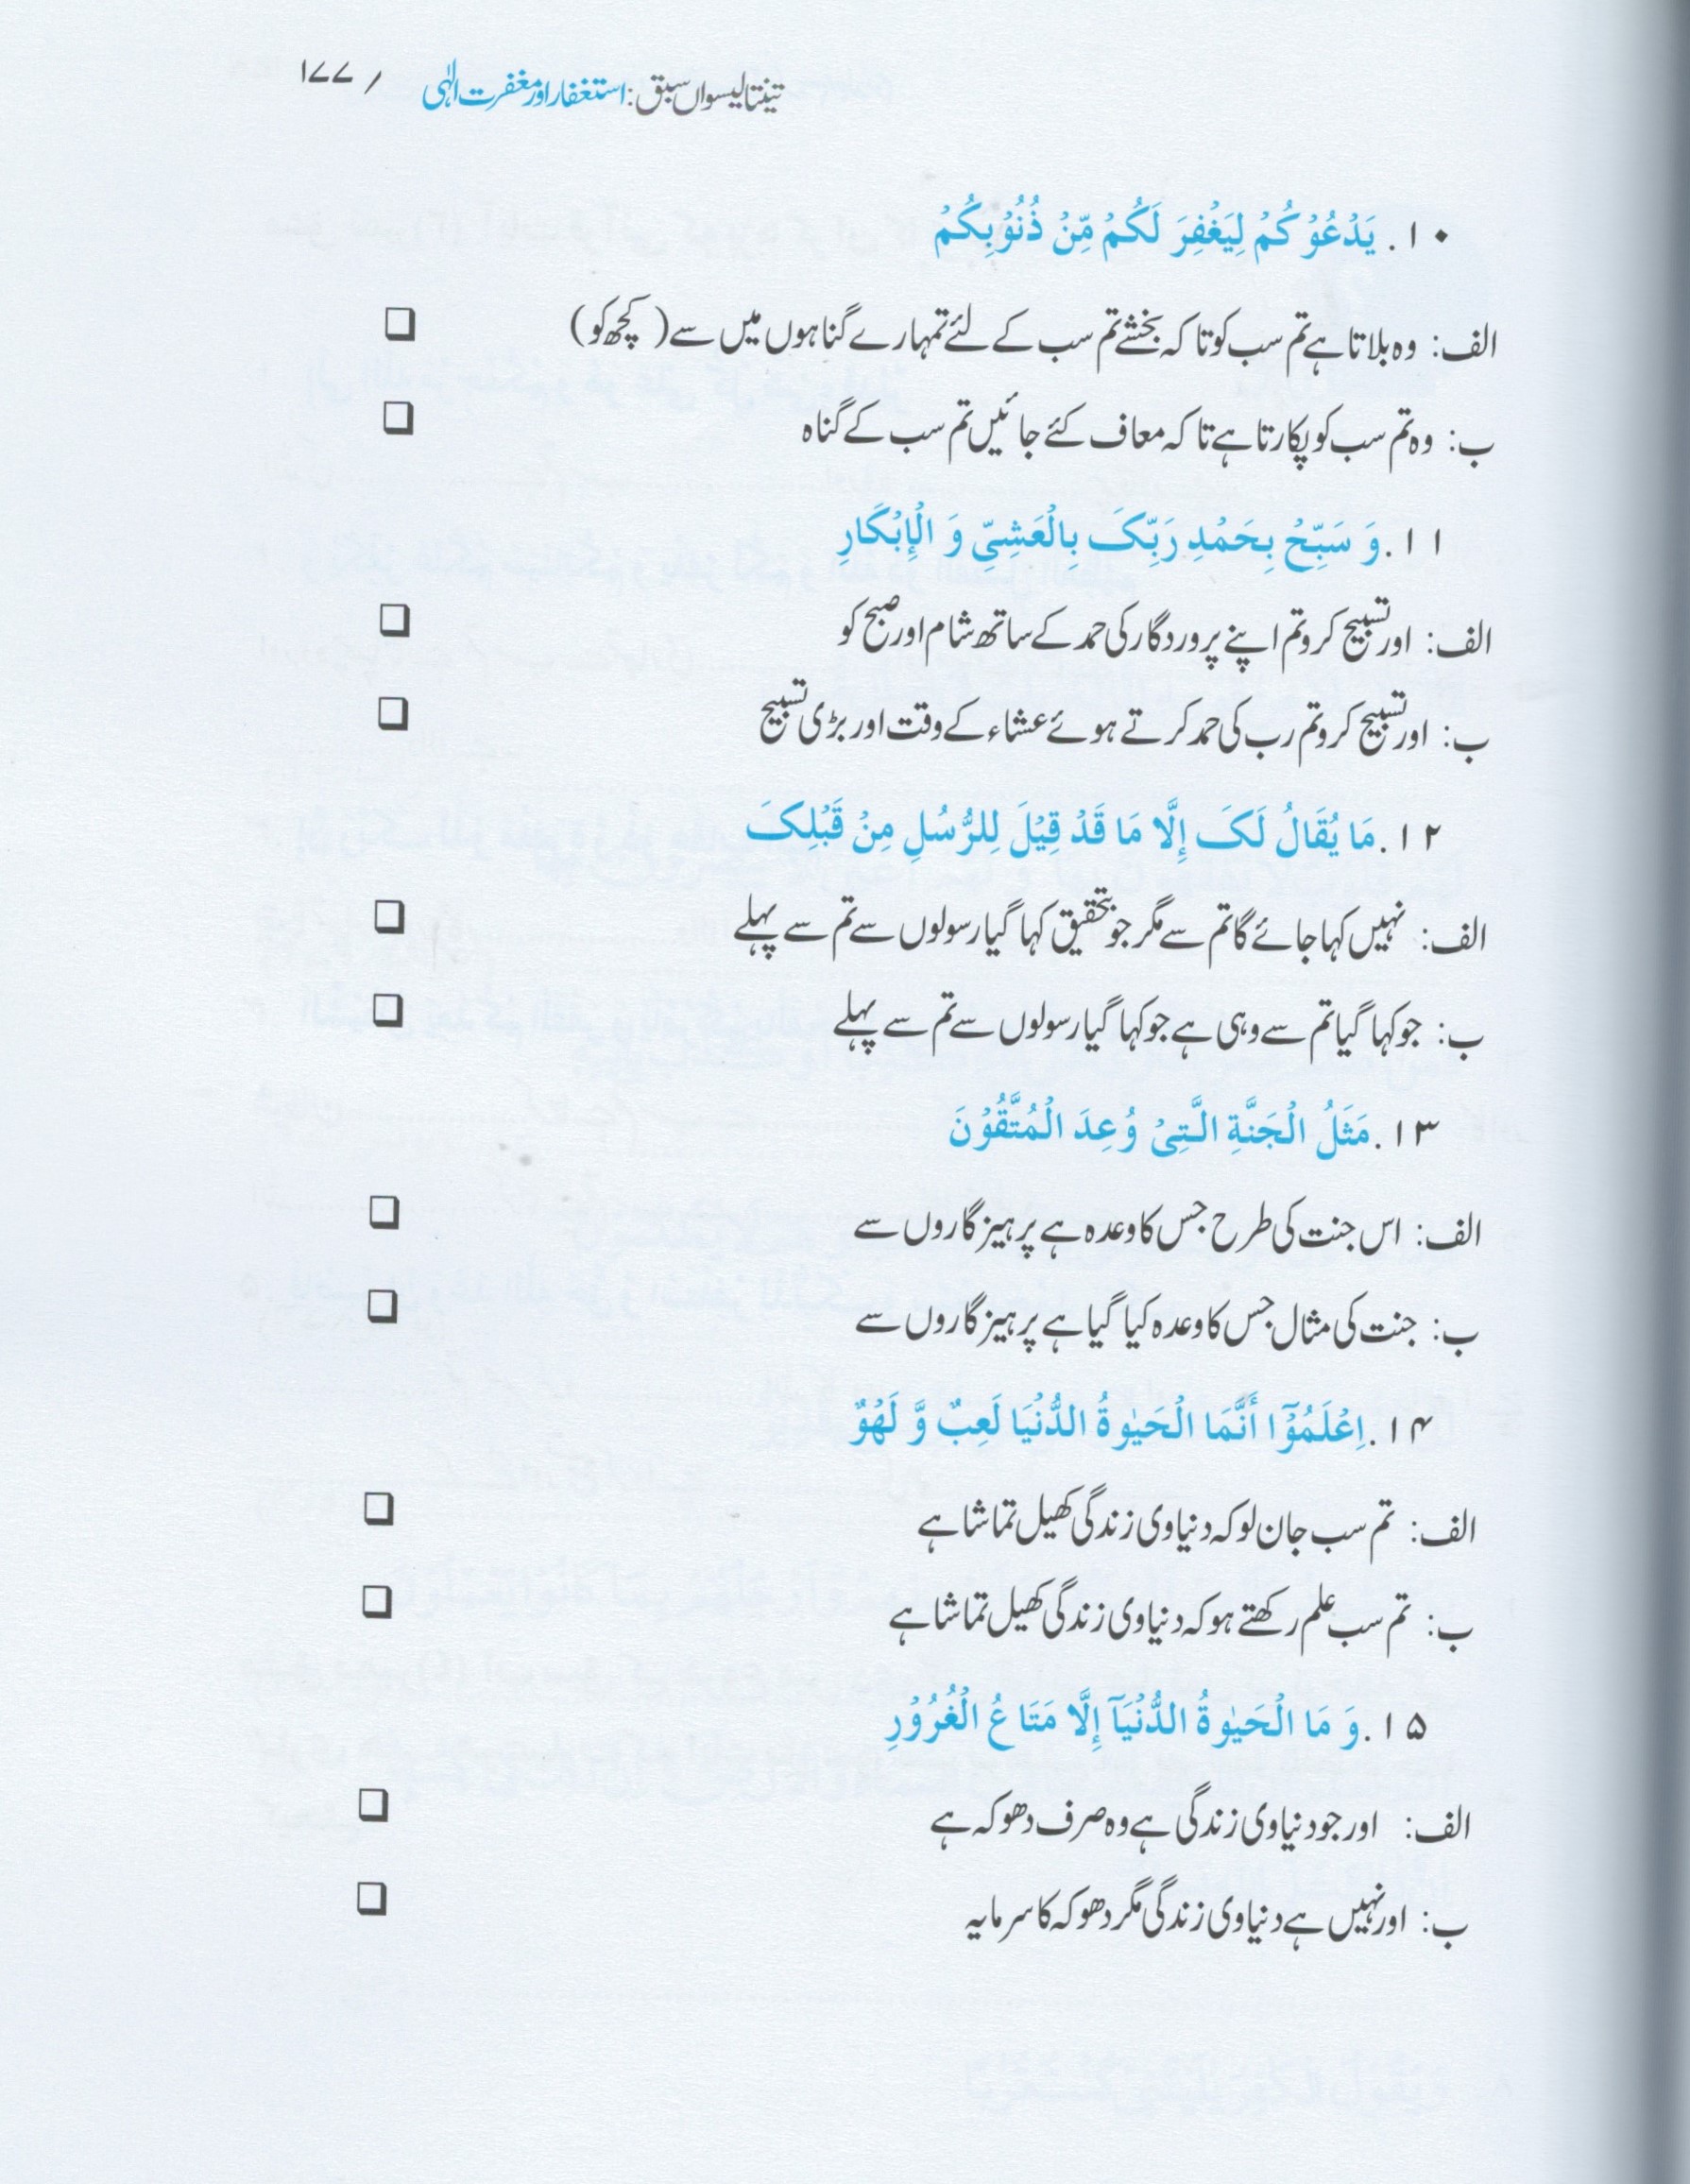 تینتالیسواں سبق: استغفار اور مغفرت الٰہی / ۱۷۷
۱۰. يَدْعُوْكُمْ لِيَغْفِرَ لَكُمْ مِّنْ ذُنُوْبِكُمْ
الف: وہ بلاتا ہے تم سب کو تا کہ بخشے تم سب کے لئے تمہارے گناہوں میں سے (کچھ کو) ❑
ب: وہ تم سب کو پکارتا ہے تا کہ معاف کئے جائیں تم سب کے گناہ ❑
۱۱. وَ سَبِّحْ بِحَمْدِ رَبِّکَ بِالْعَشِیِّ وَ الْإِبْكَارِ
الف: اور تسبیح کرو تم اپنے پروردگار کی حمد کے ساتھ شام اور صبح کو ❑
ب: اور تسبیح کرو تم رب کی حمد کرتے ہوئے عشاء کے وقت اور بڑی تسبیح ❑
۱۲. مَا يُقَالُ لَکَ إِلَّا مَا قَدْ قِيْلَ لِلرُّسُلِ مِنْ قَبْلِکَ
الف: نہیں کہا جائے گا تم سے مگر جو بتحقیق کہا گیا رسولوں سے تم سے پہلے ❑
ب: جو کہا گیا تم سے وہی ہے جو کہا گیا رسولوں سے تم سے پہلے ❑
۱۳. مَثَلُ الْجَنَّةِ الَّتِیْ وُعِدَ الْمُتَّقُوْنَ
الف: اس جنت کی طرح جس کا وعدہ ہے پرہیزگاروں سے ❑
ب: جنت کی مثال جس کا وعدہ کیا گیا ہے پرہیزگاروں سے ❑
۱۴. اِعْلَمُوْٓا أَنَّمَا الْحَيٰوةُ الدُّنْيَا لَعِبٌ وَّ لَهْوٌ
الف: تم سب جان لو کہ دنیاوی زندگی کھیل تماشا ہے ❑
ب: تم سب علم رکھتے ہو کہ دنیاوی زندگی کھیل تماشا ہے ❑
۱۵. وَ مَا الْحَيٰوةُ الدُّنْيَآ إِلَّا مَتَاعُ الْغُرُوْرِ
الف: اور جو دنیاوی زندگی ہے وہ صرف دھوکہ ہے ❑
ب: اور نہیں ہے دنیاوی زندگی مگر دھوکہ کا سرمایہ ❑